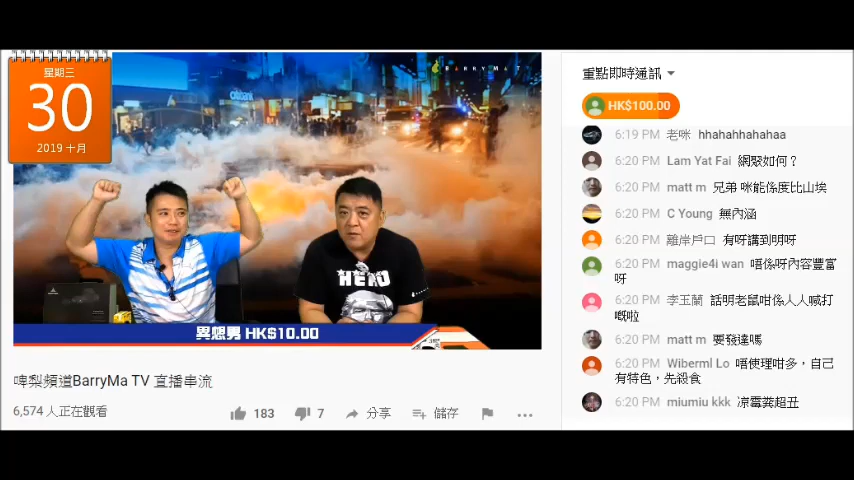 星期三
30
2019 十月
citibank
BARRYMA TV
HERO
異想男 HK$10.00
啤梨頻道BarryMa TV 直播串流
6,574 人正在觀看
183
7
分享
儲存
重點即時通訊
HK$100.00
6:19 PM 老咪 hhahahhahahaa
6:20 PM Lam Yat Fai 網聚如何？
6:20 PM matt m 兄弟 咪能係度比山埃
6:20 PM C Young 無內涵
6:20 PM 離岸戶口 有呀講到明呀
6:20 PM maggie4i wan 唔係呀內容豐富
呀
6:20 PM 李玉蘭 話明老鼠咁係人人喊打
嘅啦
6:20 PM matt m 要發達嗎
6:20 PM Wiberml Lo 唔使理咁多，自己
有特色，先殺食
6:20 PM miumiu kkk 凉霉粪超丑